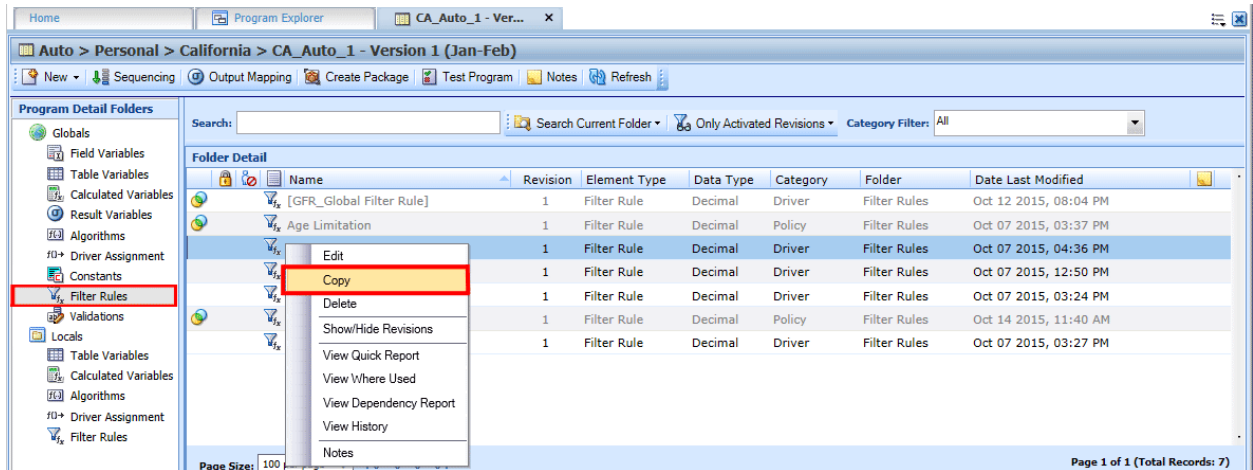 Home Program Explorer CA_Auto_1 - Ver... x
Auto > Personal > California > CA_Auto_1 - Version 1 (Jan-Feb)
New Sequencing Output Mapping Create Package Test Program Notes Refresh
Program Detail Folders
Globals
Field Variables
Table Variables
Calculated Variables
Result Variables
Algorithms
Driver Assignment
Constants
Filter Rules
Validations
Locals
Table Variables
Calculated Variables
Algorithms
Driver Assignment
Filter Rules
Search: Search Current Folder Only Activated Revisions Category Filter: All
Folder Detail
Name Revision Element Type Data Type Category Folder Date Last Modified
[GFR_Global Filter Rule] 1 Filter Rule Decimal Driver Filter Rules Oct 12 2015, 08:04 PM
Age Limitation 1 Filter Rule Decimal Policy Filter Rules Oct 07 2015, 03:37 PM
1 Filter Rule Decimal Driver Filter Rules Oct 07 2015, 04:36 PM
1 Filter Rule Decimal Driver Filter Rules Oct 07 2015, 12:50 PM
1 Filter Rule Decimal Driver Filter Rules Oct 07 2015, 03:24 PM
1 Filter Rule Decimal Policy Filter Rules Oct 14 2015, 11:40 AM
1 Filter Rule Decimal Driver Filter Rules Oct 07 2015, 03:27 PM
Edit
Copy
Delete
Show/Hide Revisions
View Quick Report
View Where Used
View Dependency Report
View History
Notes
Page Size: 100 Page 1 of 1 (Total Records: 7)